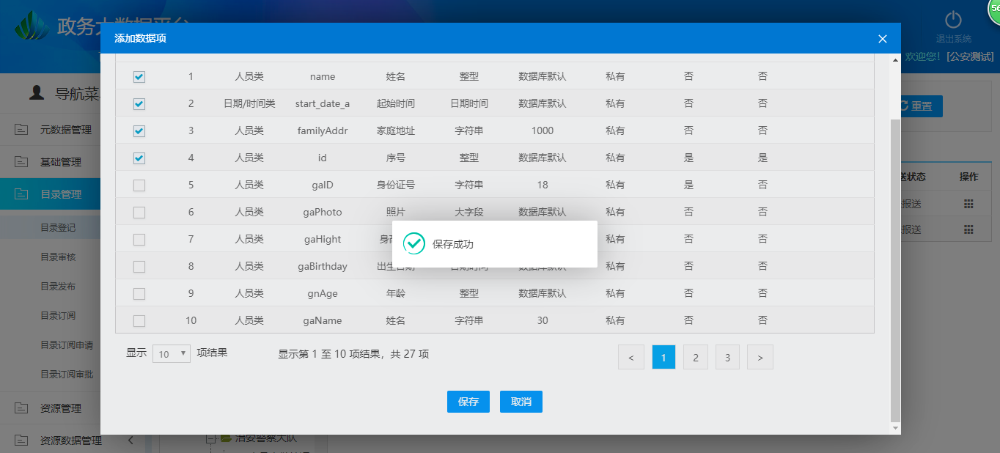 政务大数据平台
56
退出系统
欢迎您! [公安测试]
添加数据项
导航菜
元数据管理
基础管理
目录管理
目录登记
目录审核
目录发布
目录订阅
目录订阅申请
目录订阅审批
资源管理
资源数据管理
1 人员类 name 姓名 整型 数据库默认 私有 否 否
2 日期/时间类 start_date_a 起始时间 日期时间 数据库默认 私有 否 否
3 人员类 familyAddr 家庭地址 字符串 1000 私有 否 否
4 人员类 id 序号 整型 数据库默认 私有 是 是
5 人员类 gaID 身份证号 字符串 18 私有 是 否
6 人员类 gaPhoto 照片 大字段 数据库默认 私有 否 否
7 人员类 gaHight 身 私有 否 否
8 人员类 gaBirthday 出生日期 日期时间 数据库默认 私有 否 否
9 人员类 gnAge 年龄 整型 数据库默认 私有 否 否
10 人员类 gaName 姓名 字符串 30 私有 否 否
保存成功
显示 10 项结果 显示第 1 至 10 项结果，共 27 项 < 1 2 3 >
保存 取消
重置
送状态 操作
报送
报送
治安警察大队